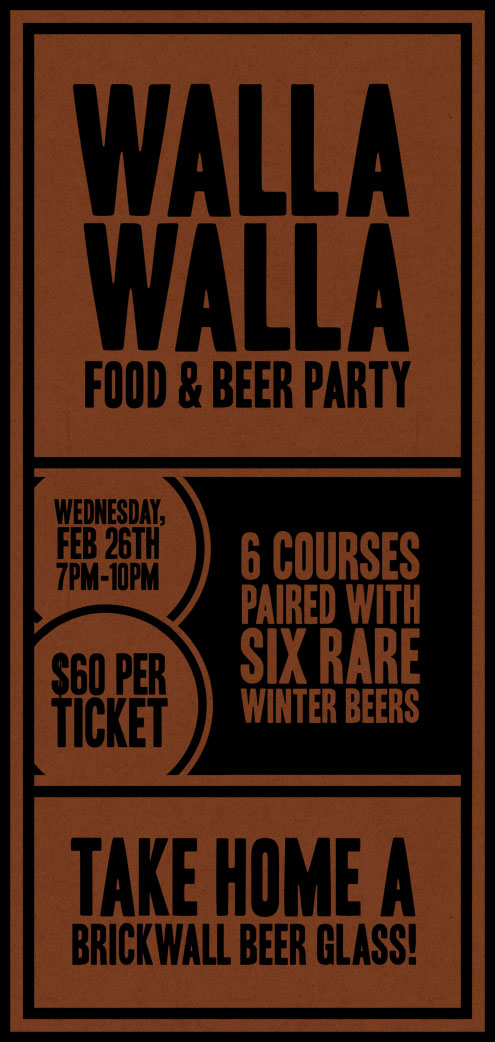 WALLA
WALLA
FOOD & BEER PARTY
WEDNESDAY,
FEB 26TH
7PM-10PM
$60 PER
TICKET
6 COURSES
PAIRED WITH
SIX RARE
WINTER BEERS
TAKE HOME A
BRICKWALL BEER GLASS!